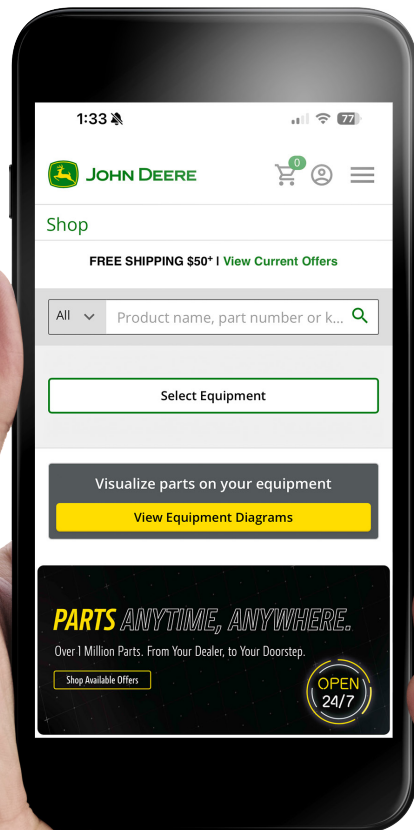 1:33
77
JOHN DEERE
0
Shop
FREE SHIPPING $50+ | View Current Offers
All
Product name, part number or k...
Select Equipment
Visualize parts on your equipment
View Equipment Diagrams
PARTS ANYTIME, ANYWHERE.
Over 1 Million Parts. From Your Dealer, to Your Doorstep.
Shop Available Offers
OPEN
24/7